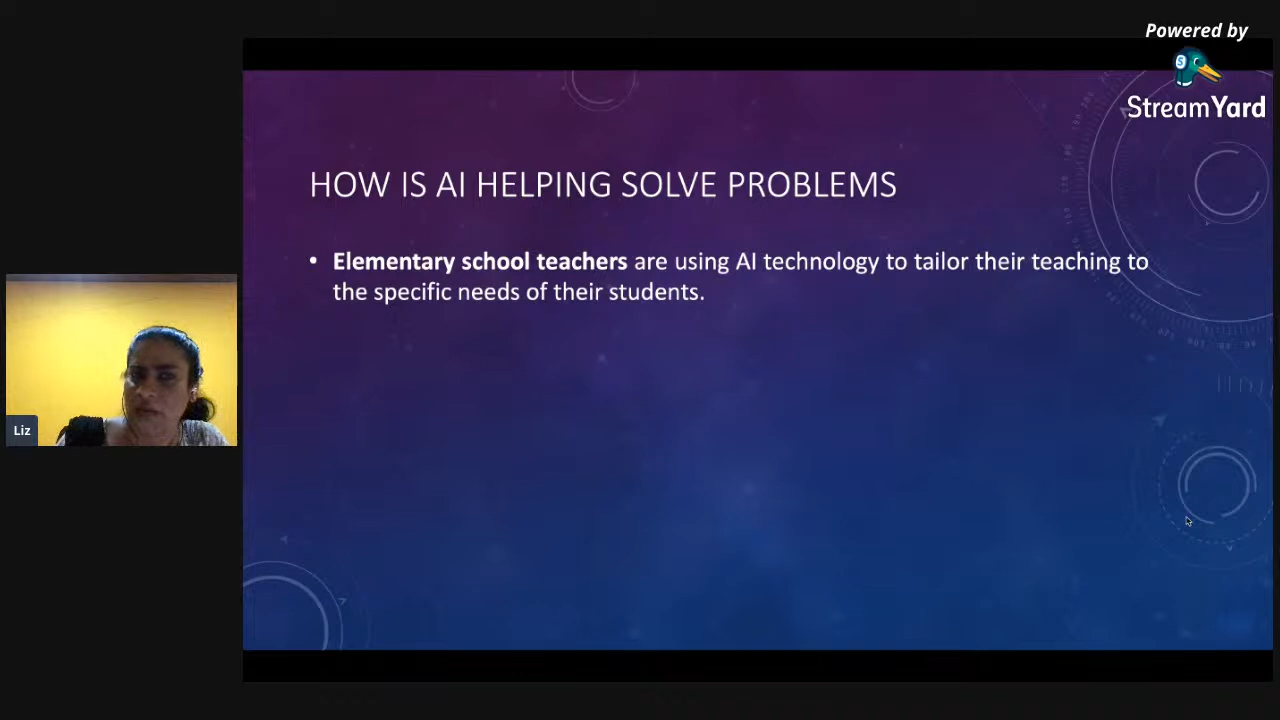 Powered by
StreamYard
HOW IS AI HELPING SOLVE PROBLEMS
• Elementary school teachers are using AI technology to tailor their teaching to
the specific needs of their students.
Liz